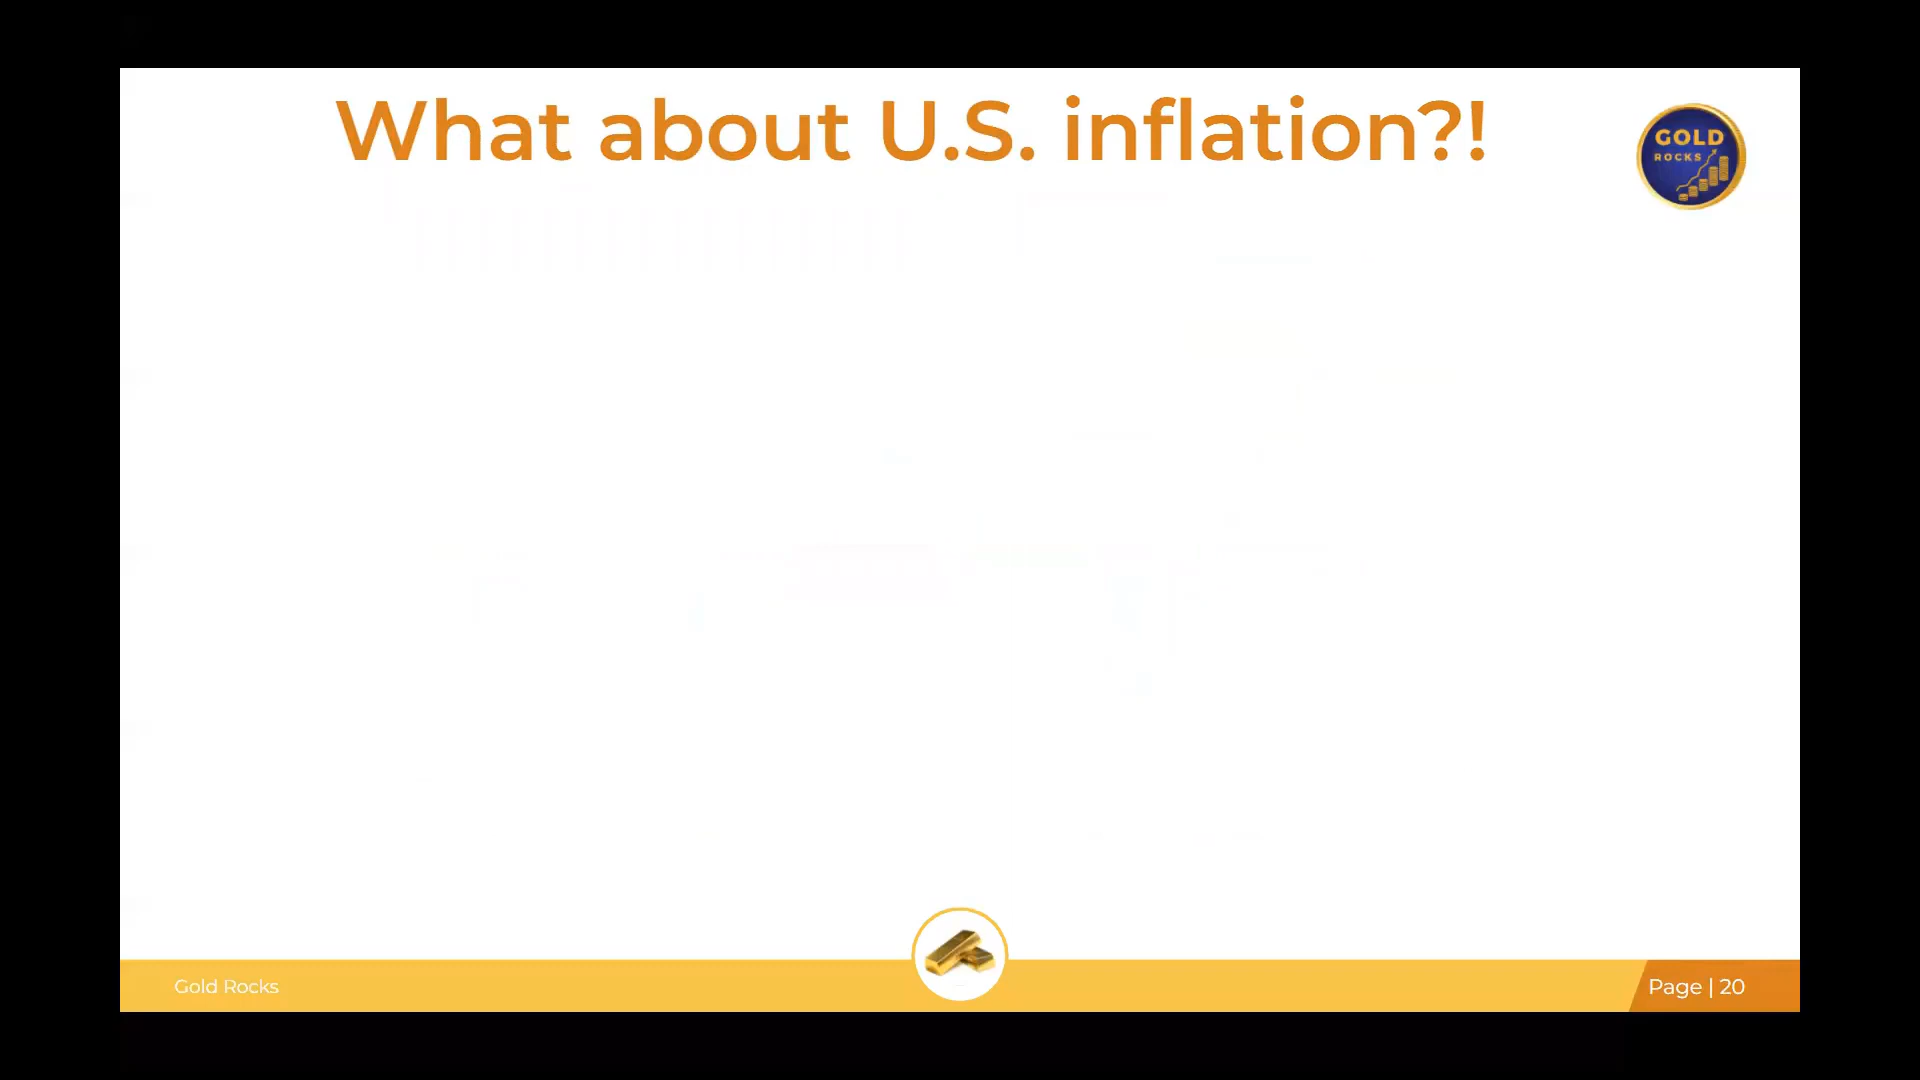 What about U.S. inflation?!
GOLD
ROCKS
Gold Rocks
Page | 20